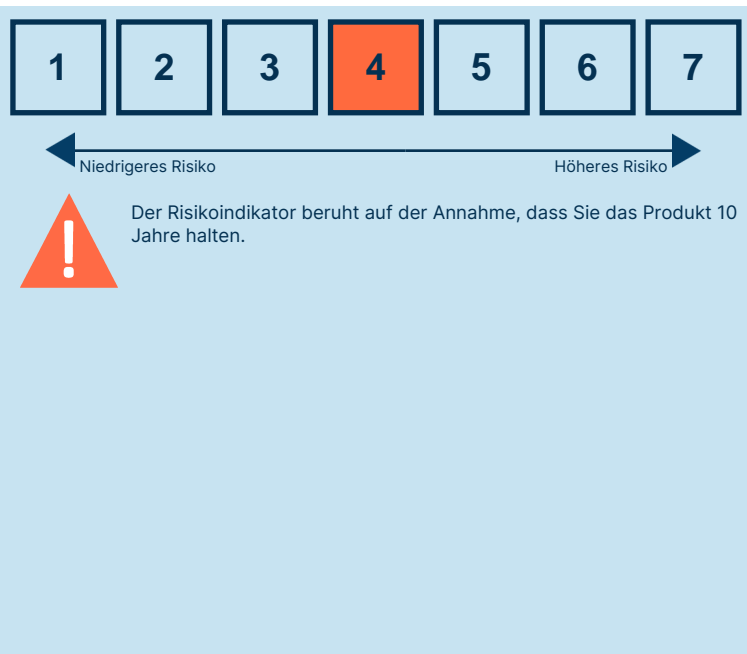 1 2 3 4 5 6 7
Niedrigeres Risiko Höheres Risiko
!
Der Risikoindikator beruht auf der Annahme, dass Sie das Produkt 10
Jahre halten.